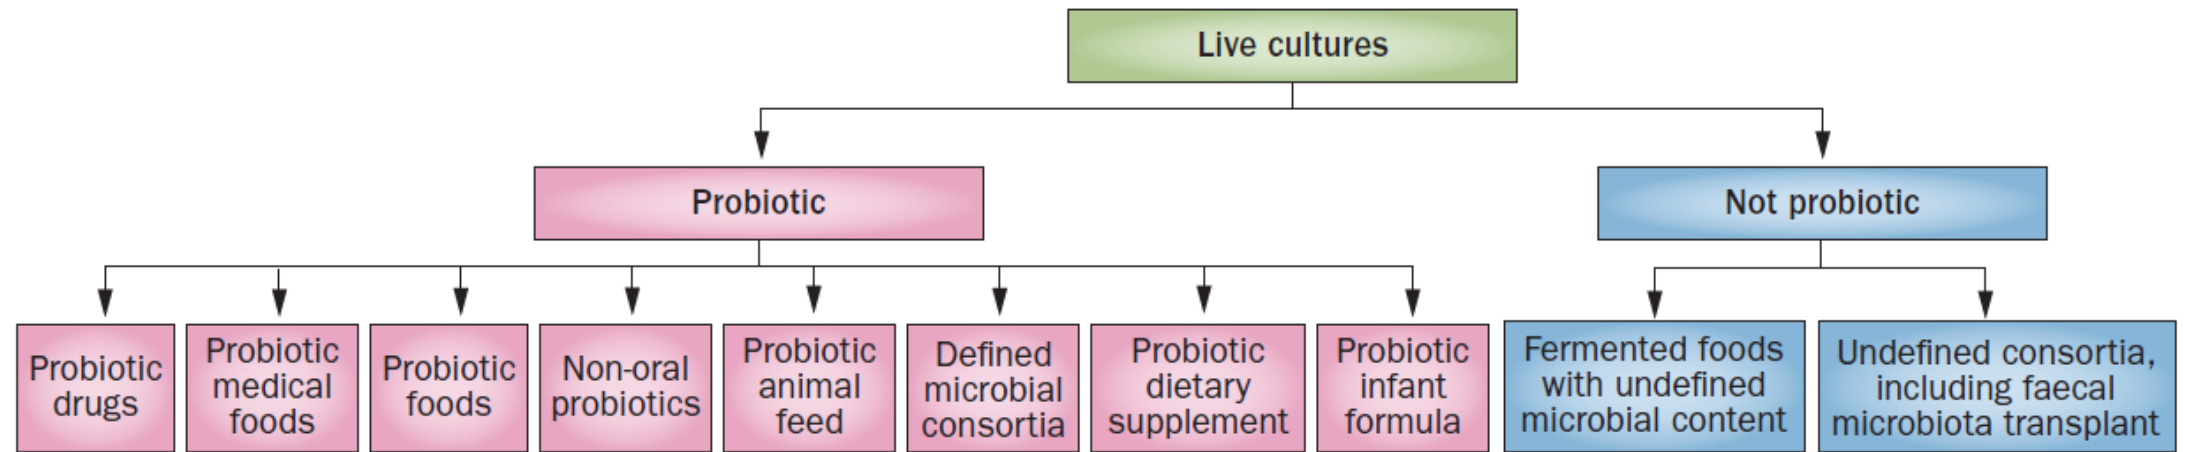 Live cultures
Probiotic
Not probiotic
Probiotic
drugs
Probiotic
medical
foods
Probiotic
foods
Non-oral
probiotics
Probiotic
animal
feed
Defined
microbial
consortia
Probiotic
dietary
supplement
Probiotic
infant
formula
Fermented foods
with undefined
microbial content
Undefined consortia,
including faecal
microbiota transplant